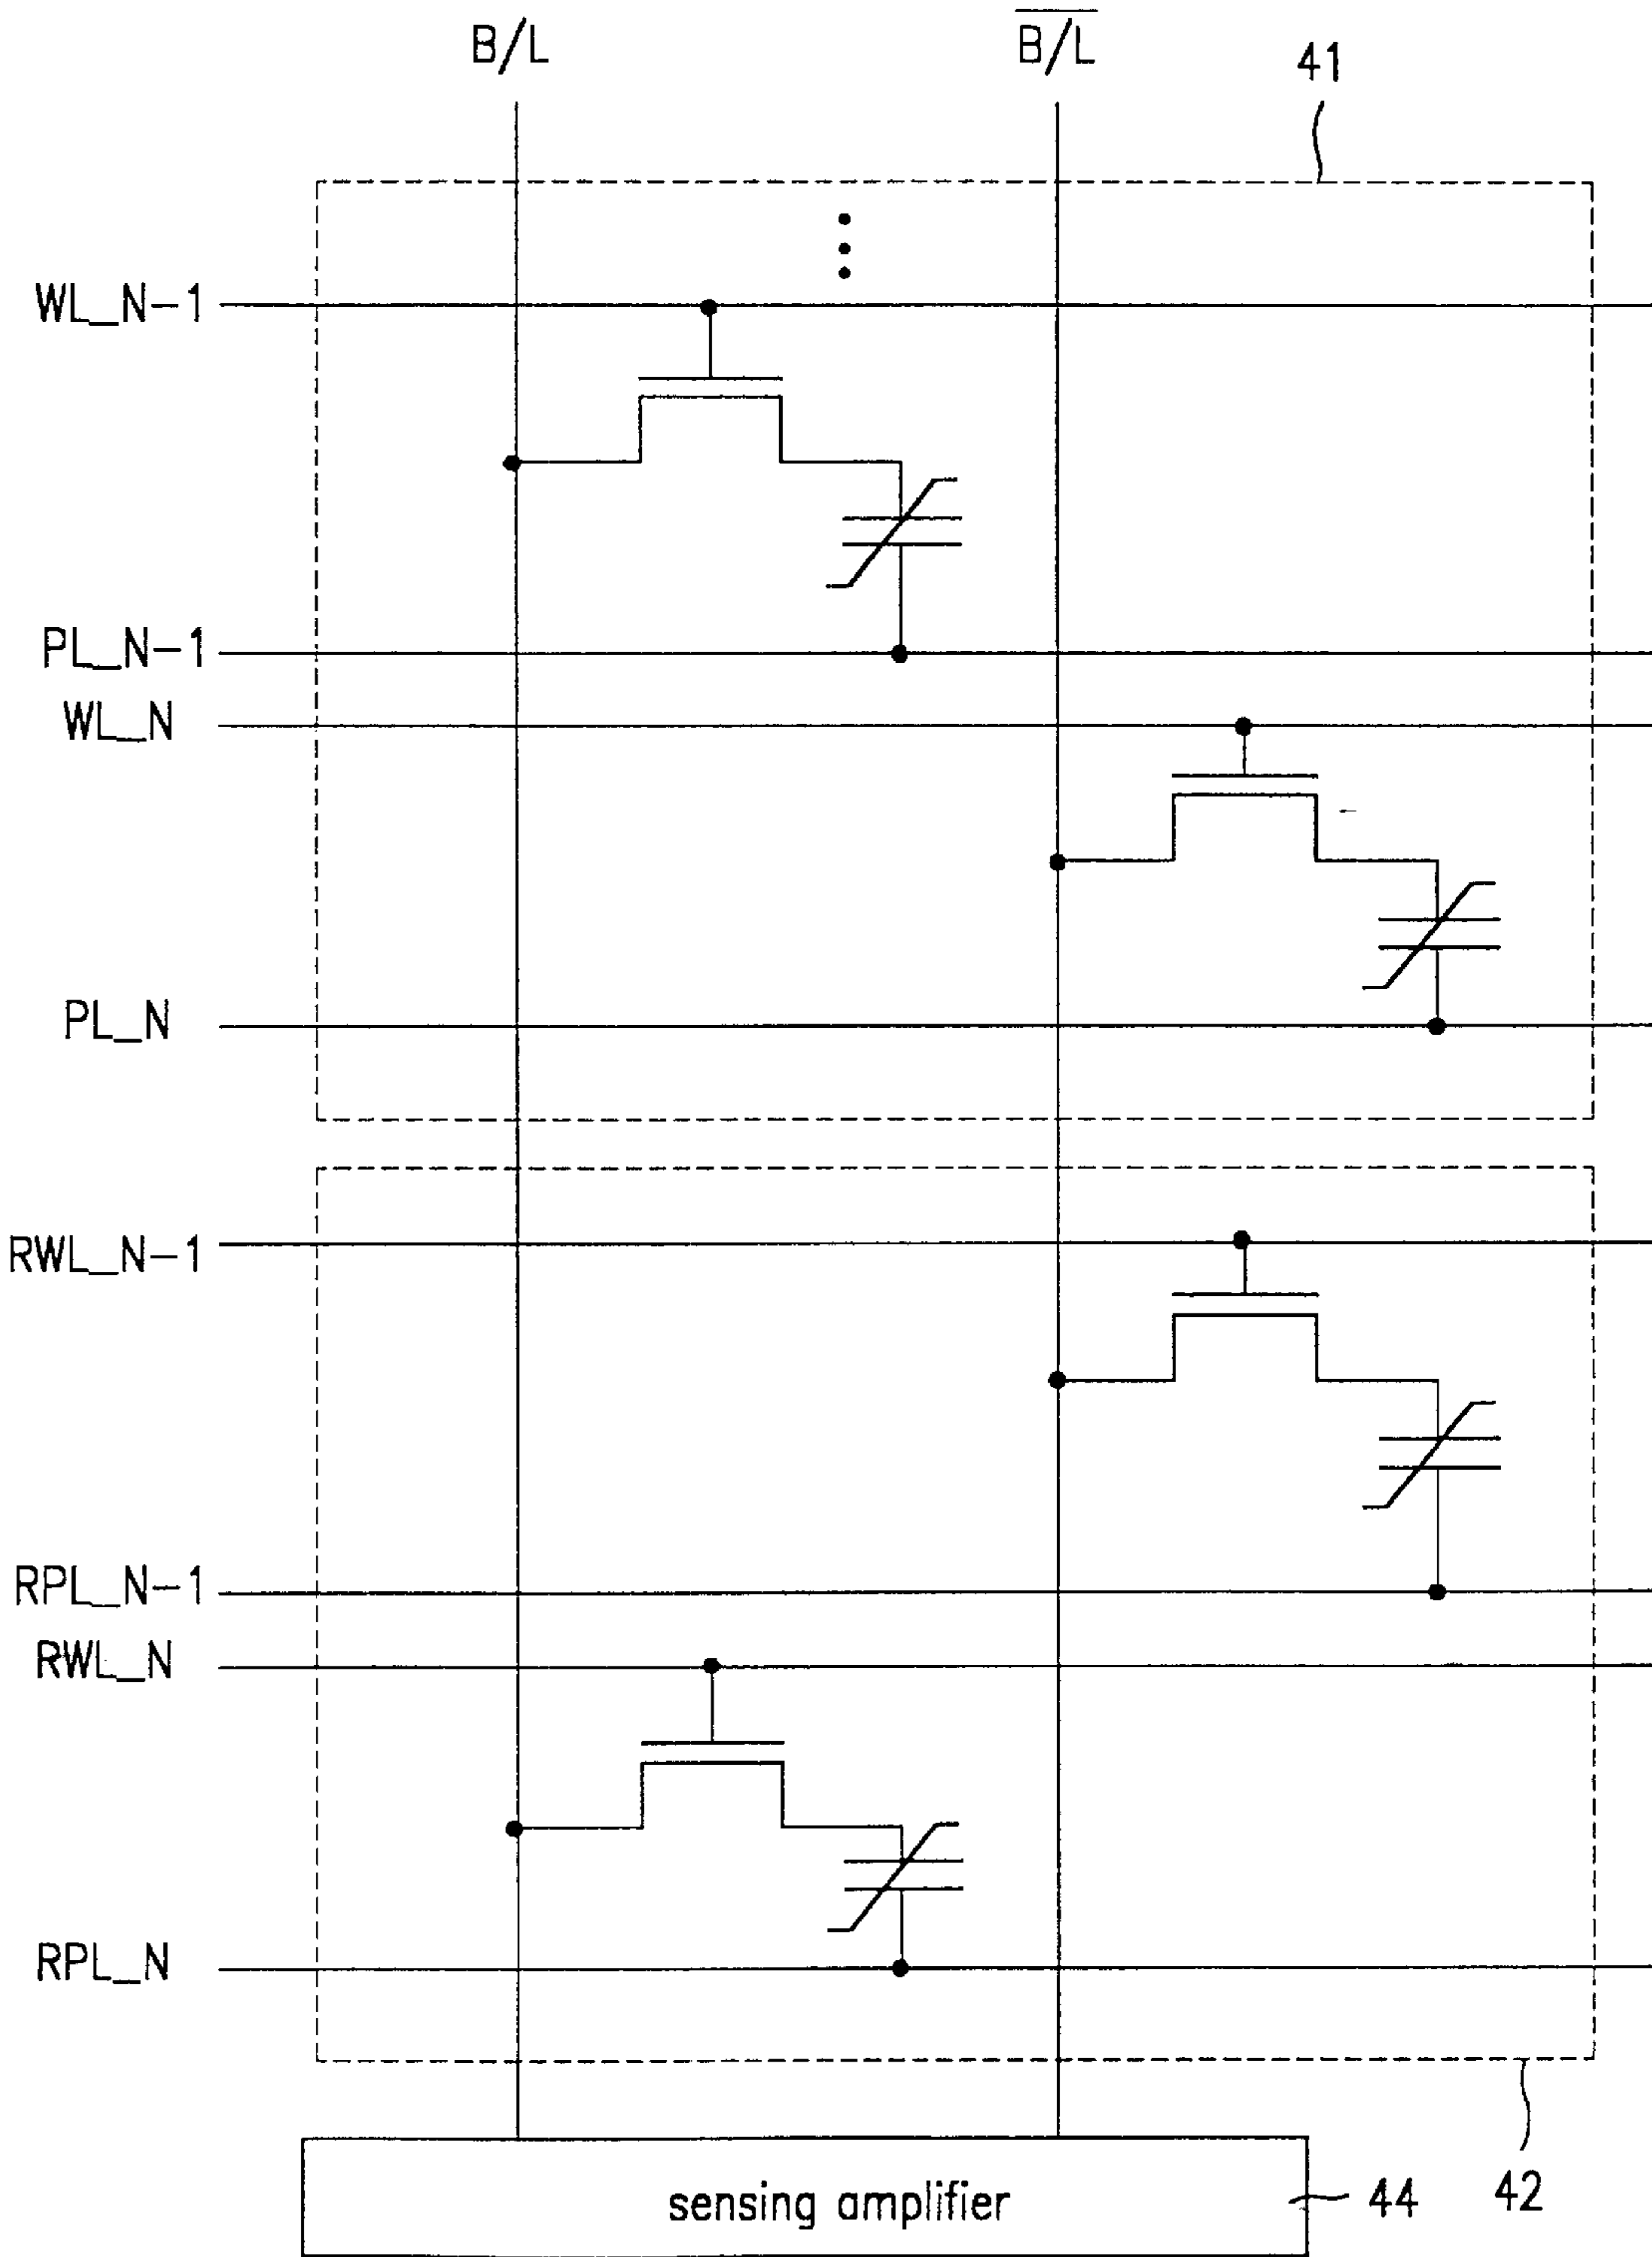 B/L
B/L
41
WL_N-1
PL_N-1
WL_N
PL_N
RWL_N-1
RPL_N-1
RWL_N
RPL_N
sensing amplifier
44
42